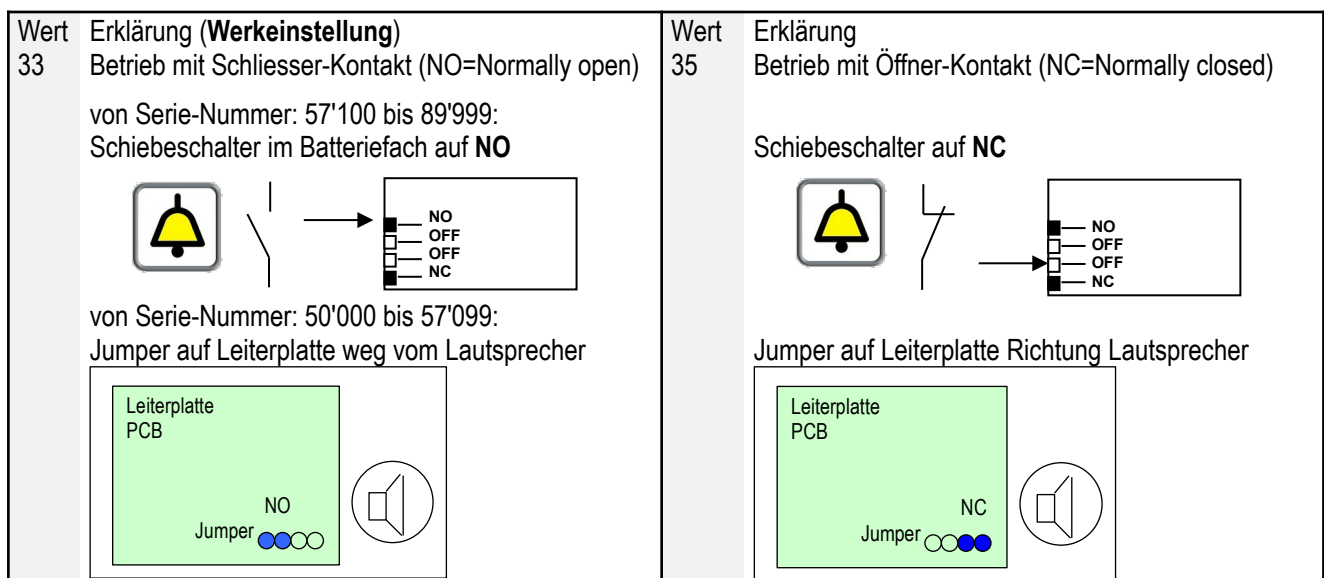 Wert Erklärung (Werkeinstellung)
33 Betrieb mit Schliesser-Kontakt (NO=Normally open)
von Serie-Nummer: 57'100 bis 89'999:
Schiebeschalter im Batteriefach auf NO
NO
OFF
OFF
NC
von Serie-Nummer: 50'000 bis 57'099:
Jumper auf Leiterplatte weg vom Lautsprecher
Leiterplatte
PCB
NO
Jumper
Wert Erklärung
35 Betrieb mit Öffner-Kontakt (NC=Normally closed)
Schiebeschalter auf NC
NO
OFF
OFF
NC
Jumper auf Leiterplatte Richtung Lautsprecher
Leiterplatte
PCB
NC
Jumper